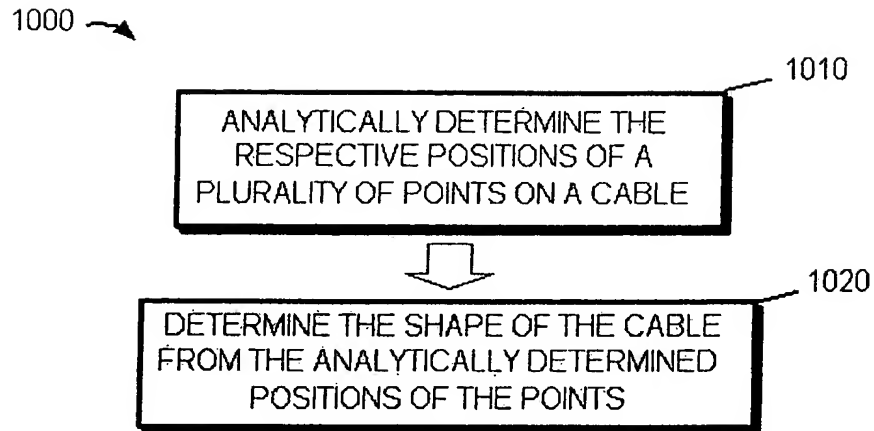 1000
1010
ANALYTICALLY DETERMINE THE
RESPECTIVE POSITIONS OF A
PLURALITY OF POINTS ON A CABLE
1020
DETERMINE THE SHAPE OF THE CABLE
FROM THE ANALYTICALLY DETERMINED
POSITIONS OF THE POINTS